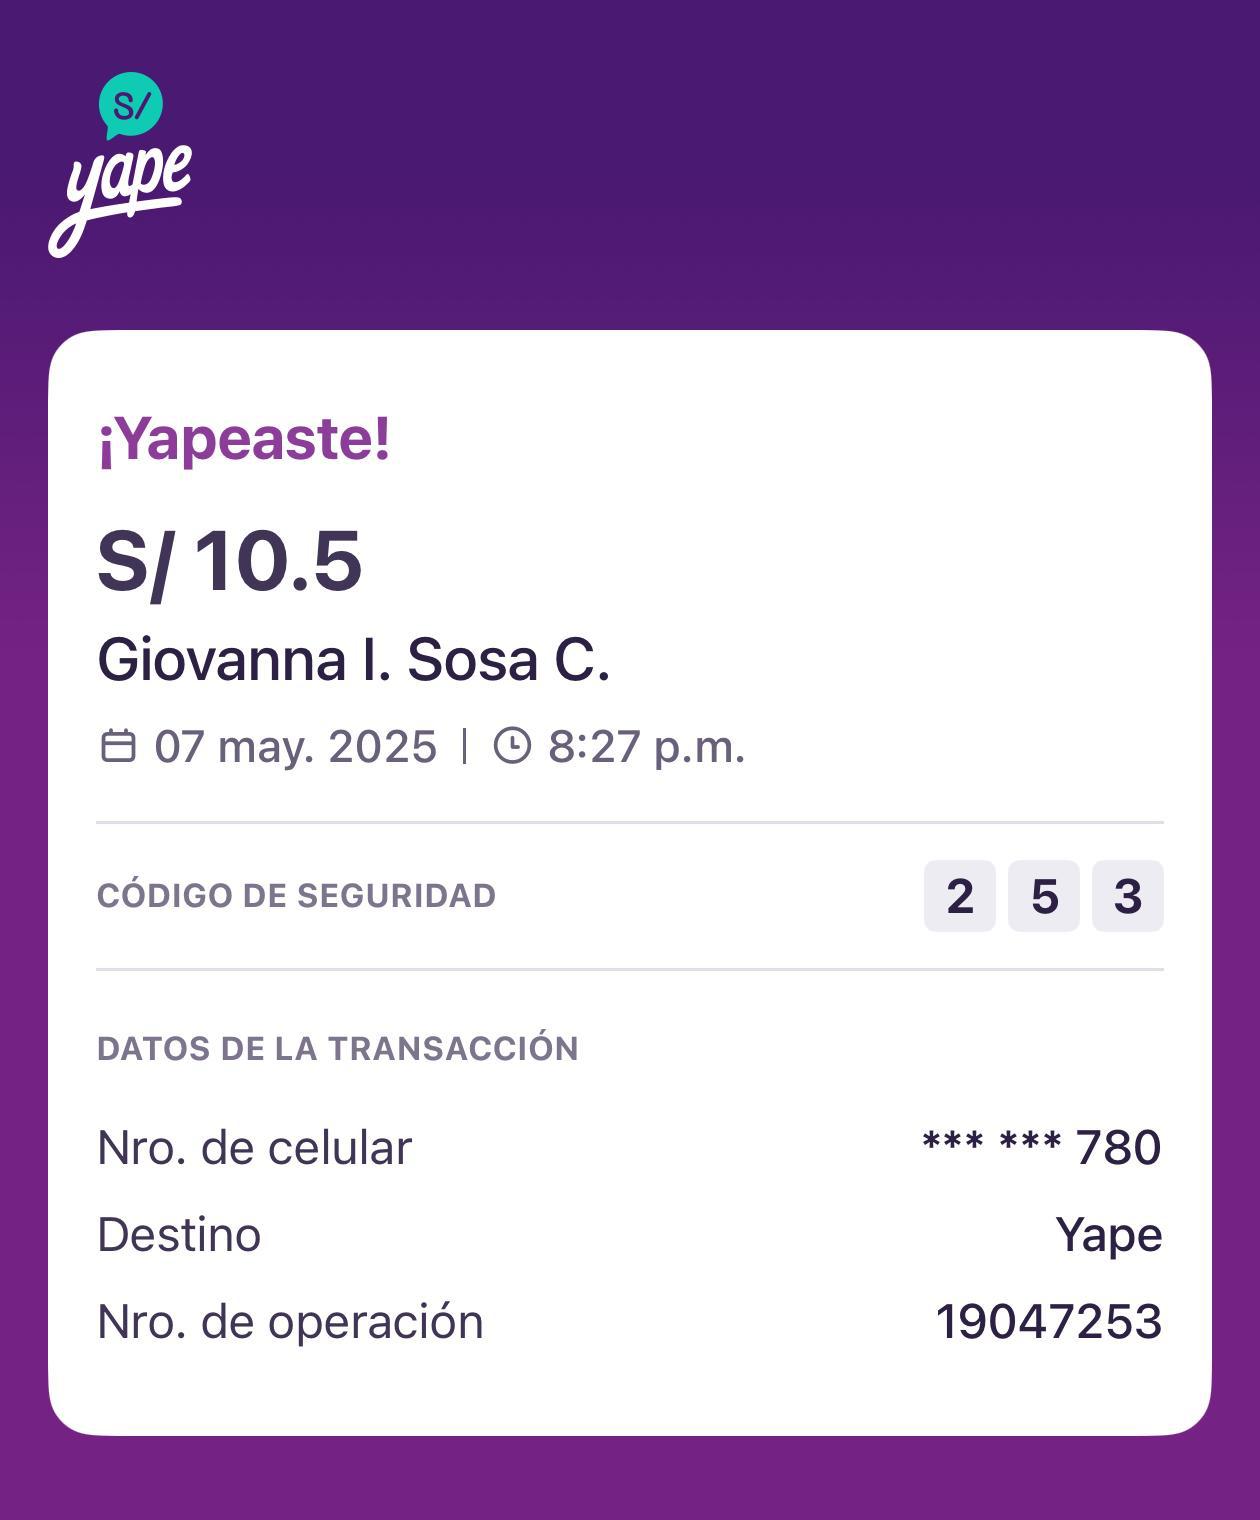 S/
yape
¡Yapeaste!
S/ 10.5
Giovanna I. Sosa C.
07 may. 2025 | 8:27 p.m.
CÓDIGO DE SEGURIDAD 2 5 3
DATOS DE LA TRANSACCIÓN
Nro. de celular *** *** 780
Destino Yape
Nro. de operación 19047253